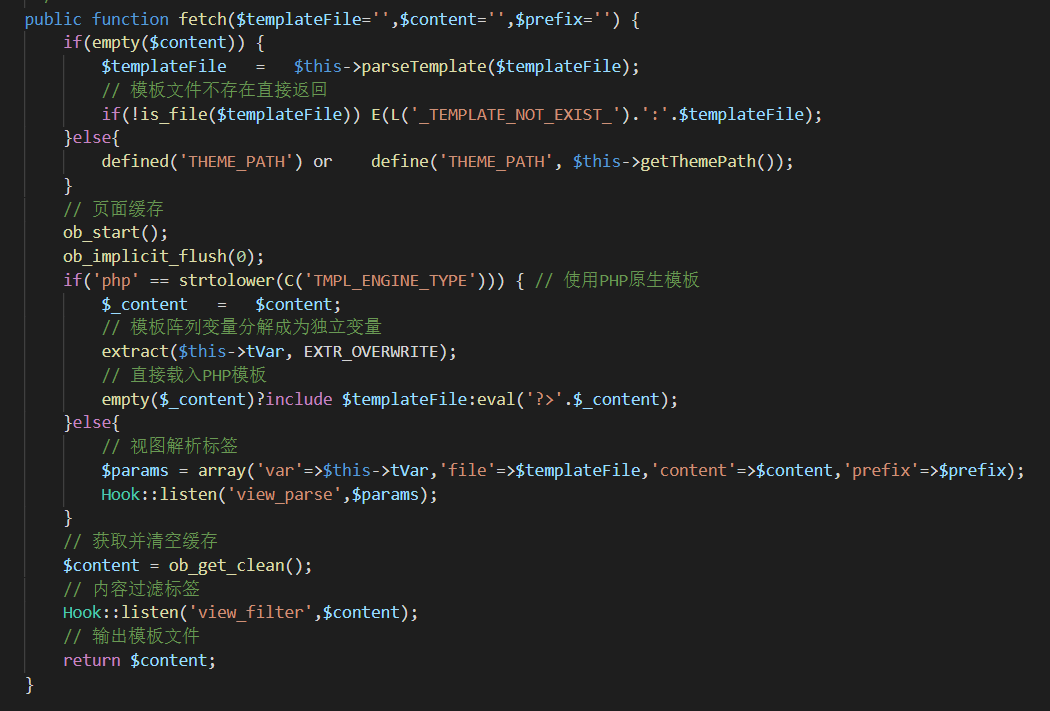 public function fetch($templateFile='',$content='',$prefix='') {
    if(empty($content)) {
        $templateFile   =   $this->parseTemplate($templateFile);
        // 模板文件不存在直接返回
        if(!is_file($templateFile)) E(L('_TEMPLATE_NOT_EXIST_').':'.$templateFile);
    }else{
        defined('THEME_PATH') or    define('THEME_PATH', $this->getThemePath());
    }
    // 页面缓存
    ob_start();
    ob_implicit_flush(0);
    if('php' == strtolower(C('TMPL_ENGINE_TYPE'))) { // 使用PHP原生模板
        $_content   =   $content;
        // 模板阵列变量分解成为独立变量
        extract($this->tVar, EXTR_OVERWRITE);
        // 直接载入PHP模板
        empty($_content)?include $templateFile:eval('?>'.$_content);
    }else{
        // 视图解析标签
        $params = array('var'=>$this->tVar,'file'=>$templateFile,'content'=>$content,'prefix'=>$prefix);
        Hook::listen('view_parse',$params);
    }
    // 获取并清空缓存
    $content = ob_get_clean();
    // 内容过滤标签
    Hook::listen('view_filter',$content);
    // 输出模板文件
    return $content;
}